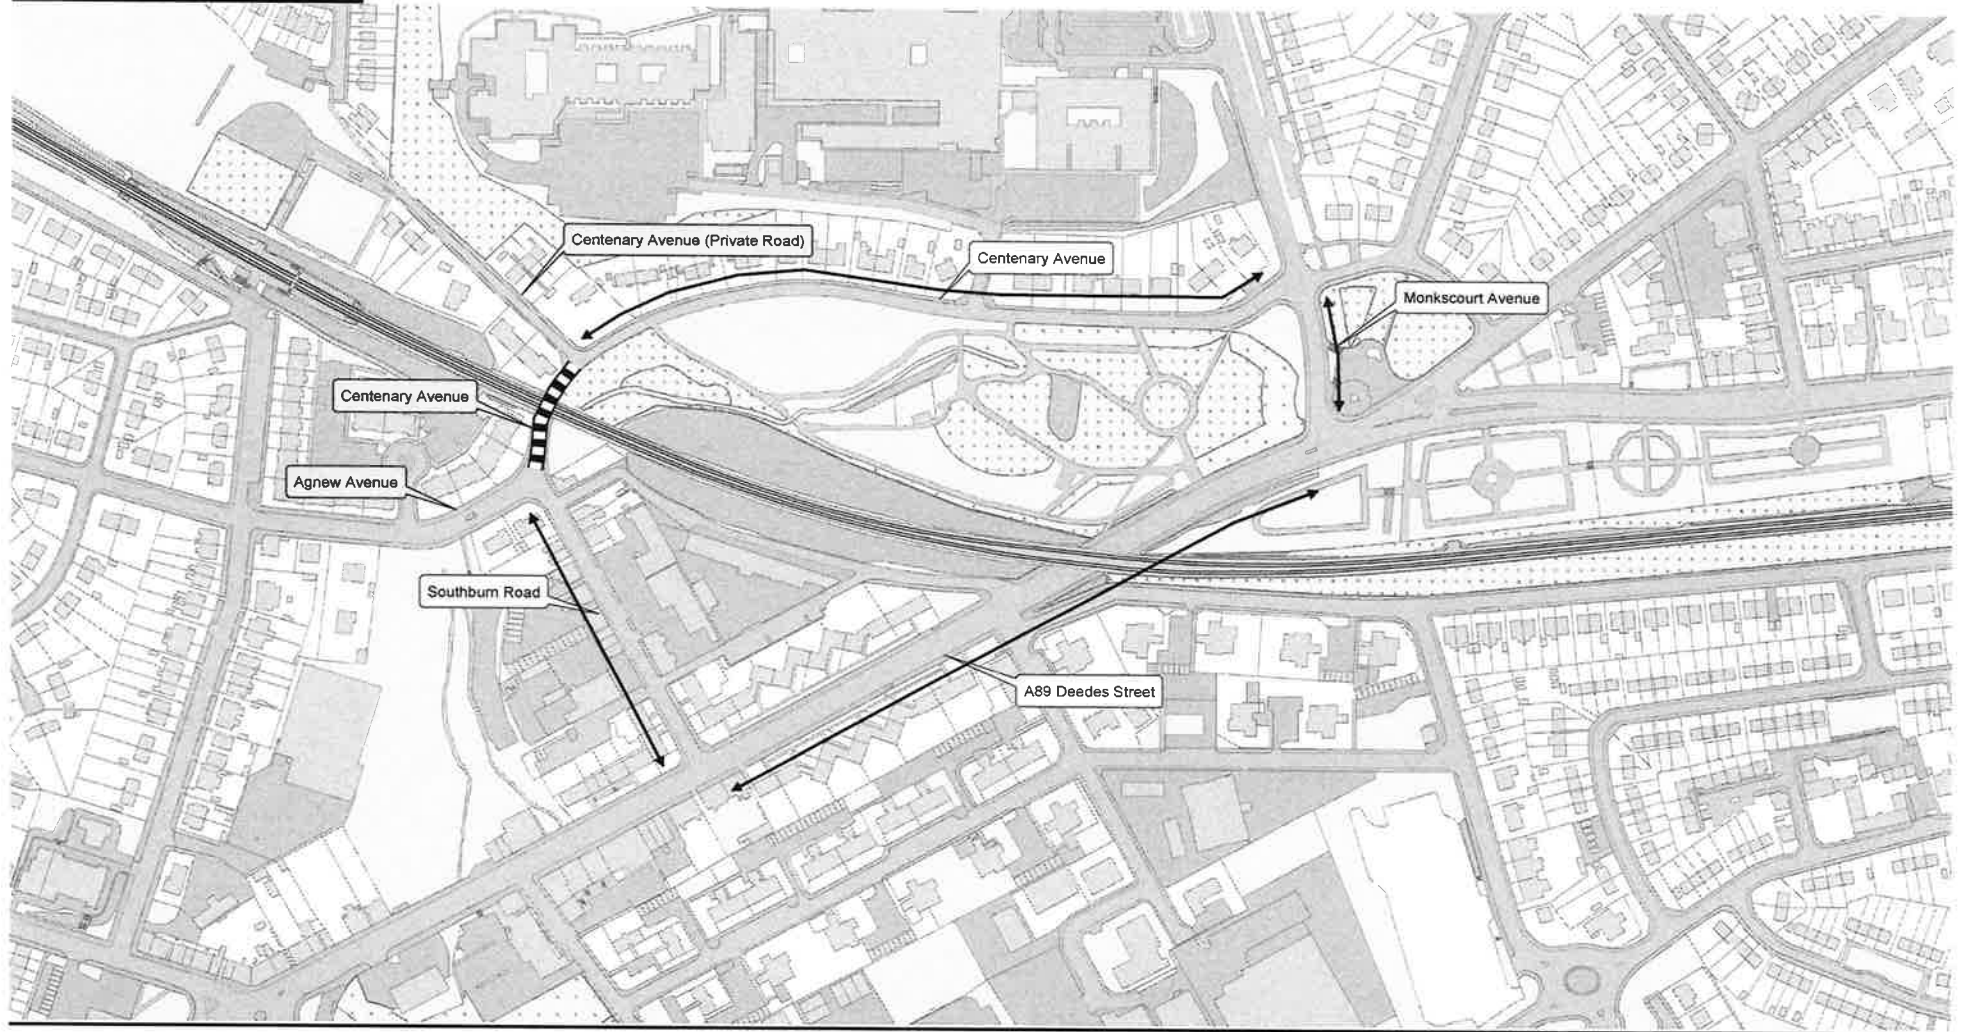 Centenary Avenue (Private Road)
Centenary Avenue
Monkscourt Avenue
Centenary Avenue
Agnew Avenue
Southburn Road
A89 Deedes Street